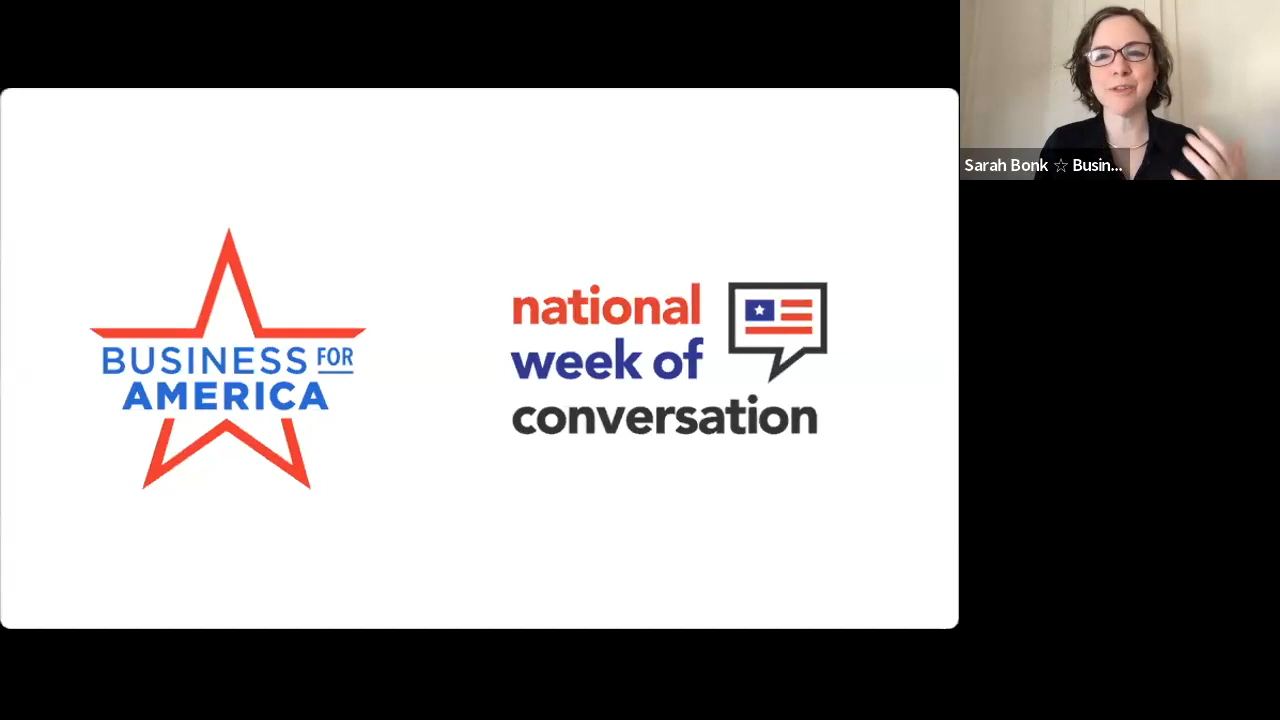 BUSINESS FOR
AMERICA
national
week of
conversation
Sarah Bonk ☆ Busin...